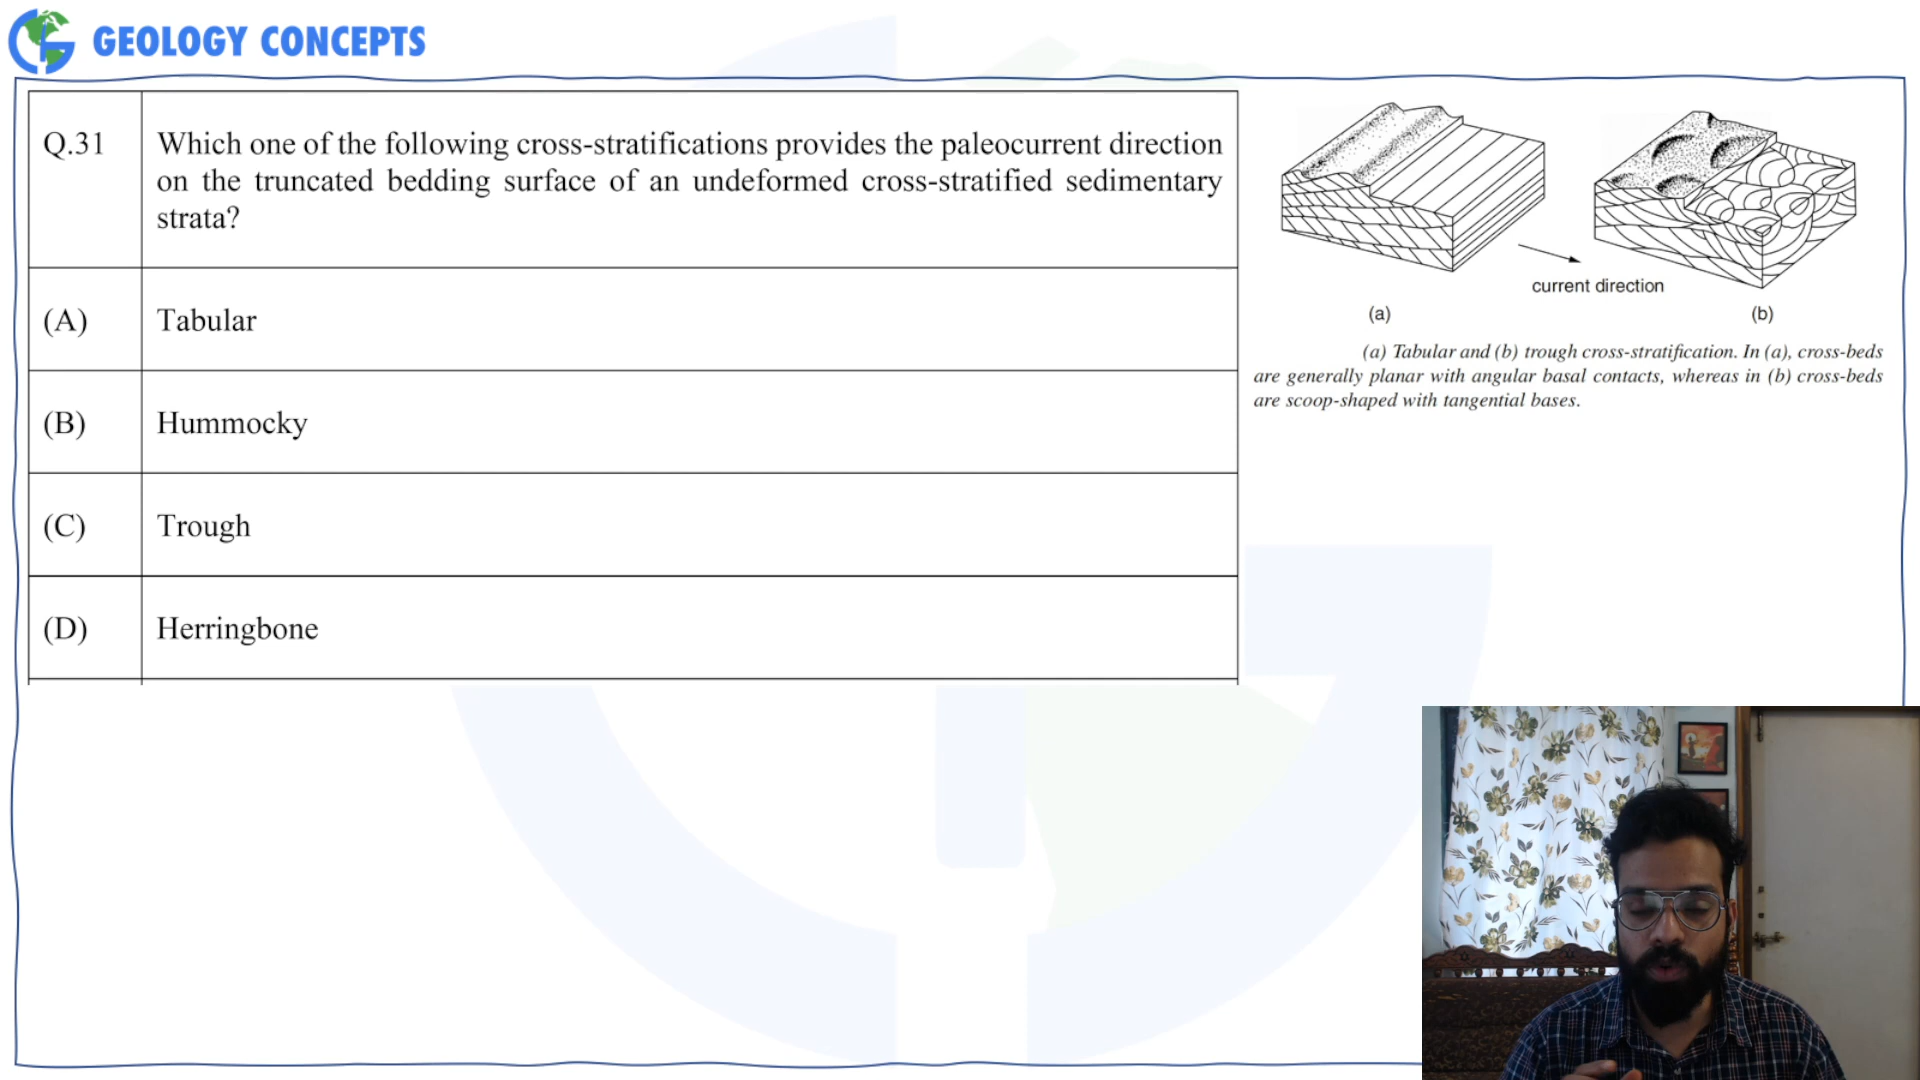 GEOLOGY CONCEPTS
Q.31
Which one of the following cross-stratifications provides the paleocurrent direction
on the truncated bedding surface of an undeformed cross-stratified sedimentary
strata?
(A) Tabular
(B) Hummocky
(C) Trough
(D) Herringbone
current direction
(a)
(b)
(a) Tabular and (b) trough cross-stratification. In (a), cross-beds
are generally planar with angular basal contacts, whereas in (b) cross-beds
are scoop-shaped with tangential bases.